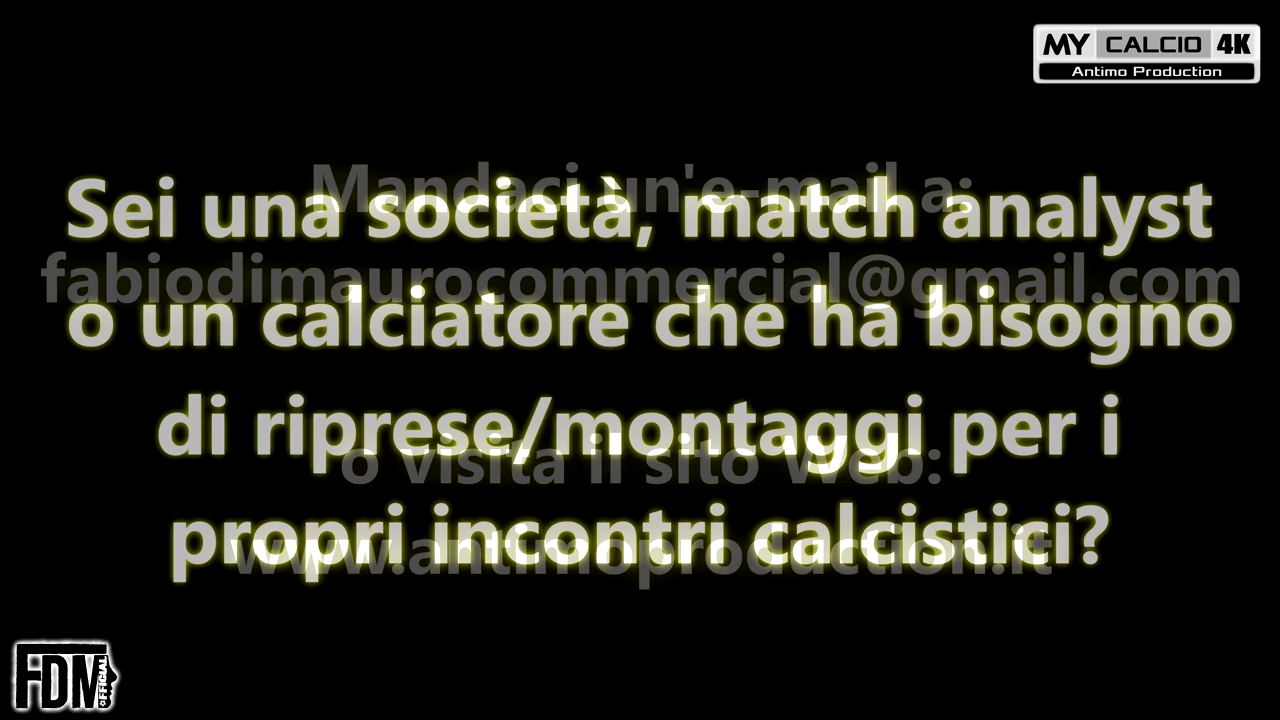 MY CALCIO 4K
Antimo Production
Sei una società, match analyst
o un calciatore che ha bisogno
di riprese/montaggi per i
propri incontri calcistici?
Mandaci un'e-mail a:
fabiodimaurocommercial@gmail.com
o visita il sito Web:
www.antimoproduction.it
FDM
OFFICIAL